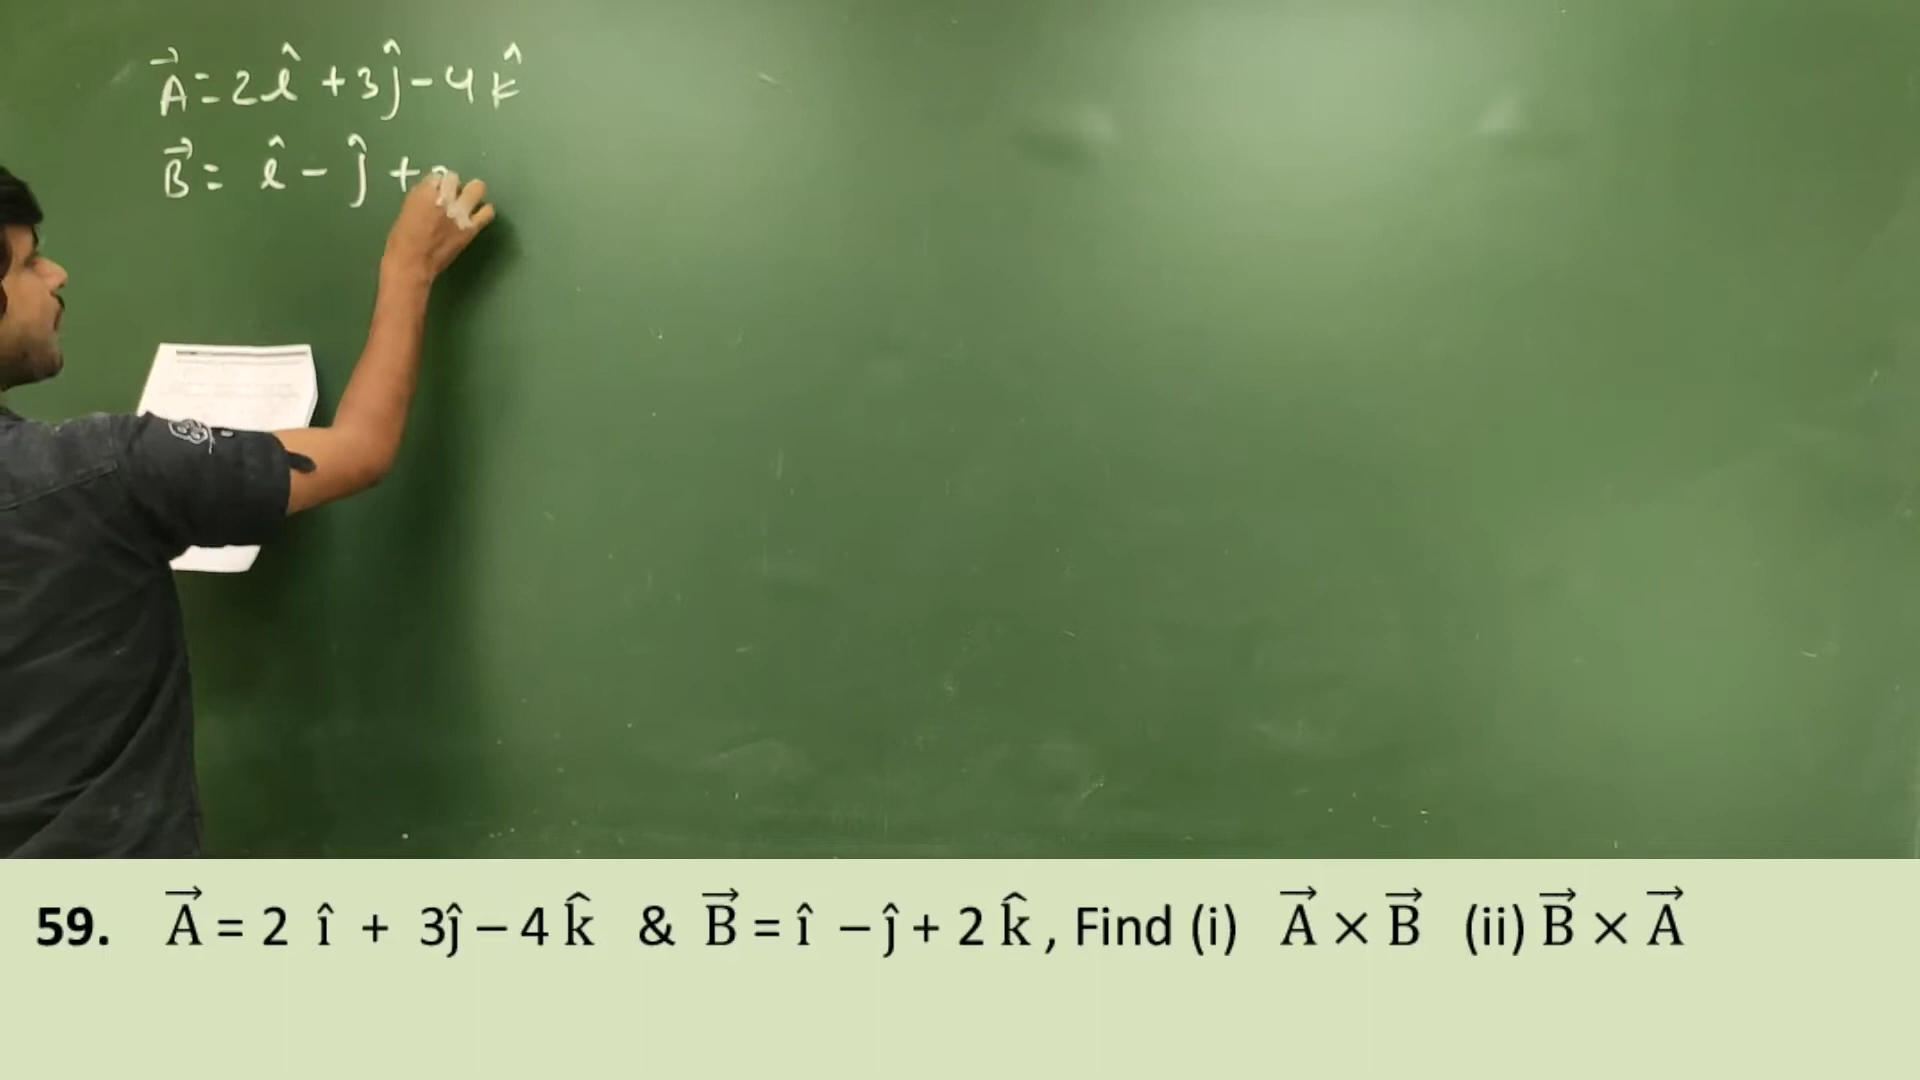 A⃗ = 2î + 3ĵ - 4k̂
B⃗ = î - ĵ +
59. A⃗ = 2 î + 3ĵ – 4 k̂ & B⃗ = î – ĵ + 2 k̂ , Find (i) A⃗ × B⃗ (ii) B⃗ × A⃗